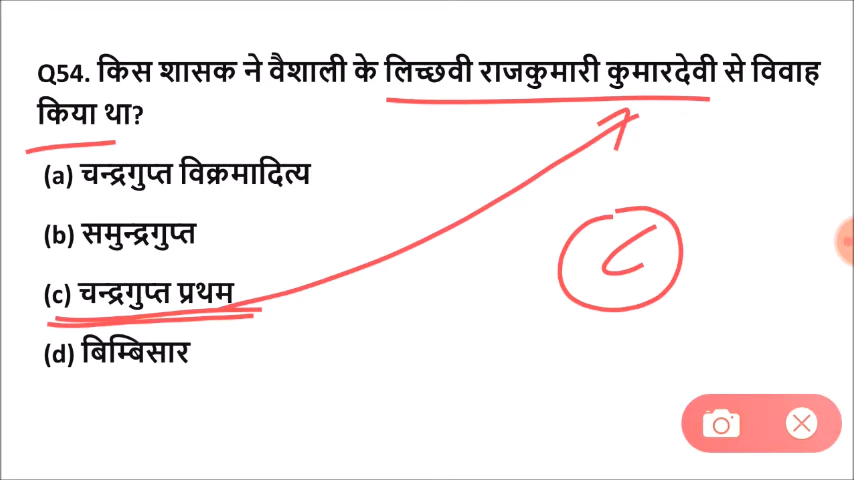 Q54. किस शासक ने वैशाली के लिच्छवी राजकुमारी कुमारदेवी से विवाह
किया था?
(a) चन्द्रगुप्त विक्रमादित्य
(b) समुन्द्रगुप्त
(c) चन्द्रगुप्त प्रथम
C
(d) बिम्बिसार